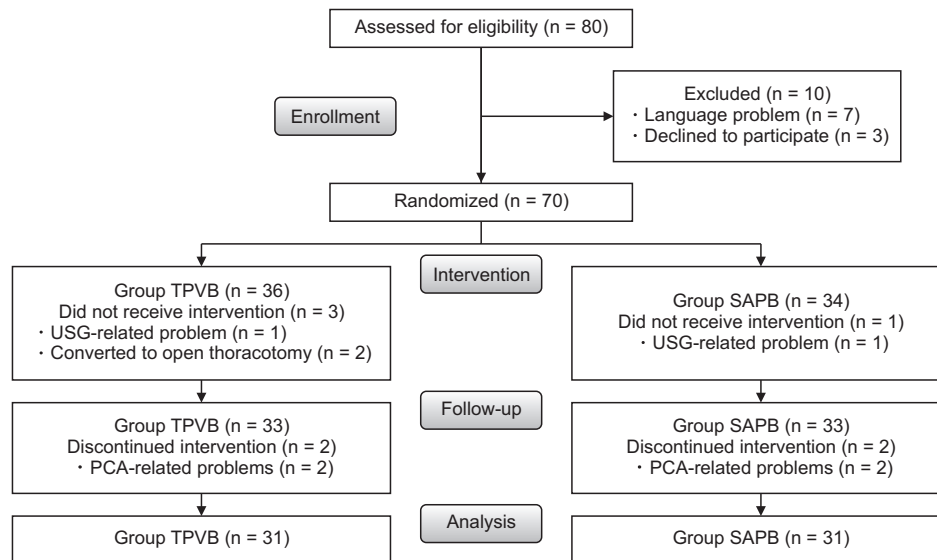 Assessed for eligibility (n = 80)
Enrollment
Excluded (n = 10)
· Language problem (n = 7)
· Declined to participate (n = 3)
Randomized (n = 70)
Intervention
Group TPVB (n = 36)
Did not receive intervention (n = 3)
· USG-related problem (n = 1)
· Converted to open thoracotomy (n = 2)
Group SAPB (n = 34)
Did not receive intervention (n = 1)
· USG-related problem (n = 1)
Follow-up
Group TPVB (n = 33)
Discontinued intervention (n = 2)
· PCA-related problems (n = 2)
Group SAPB (n = 33)
Discontinued intervention (n = 2)
· PCA-related problems (n = 2)
Analysis
Group TPVB (n = 31)
Group SAPB (n = 31)